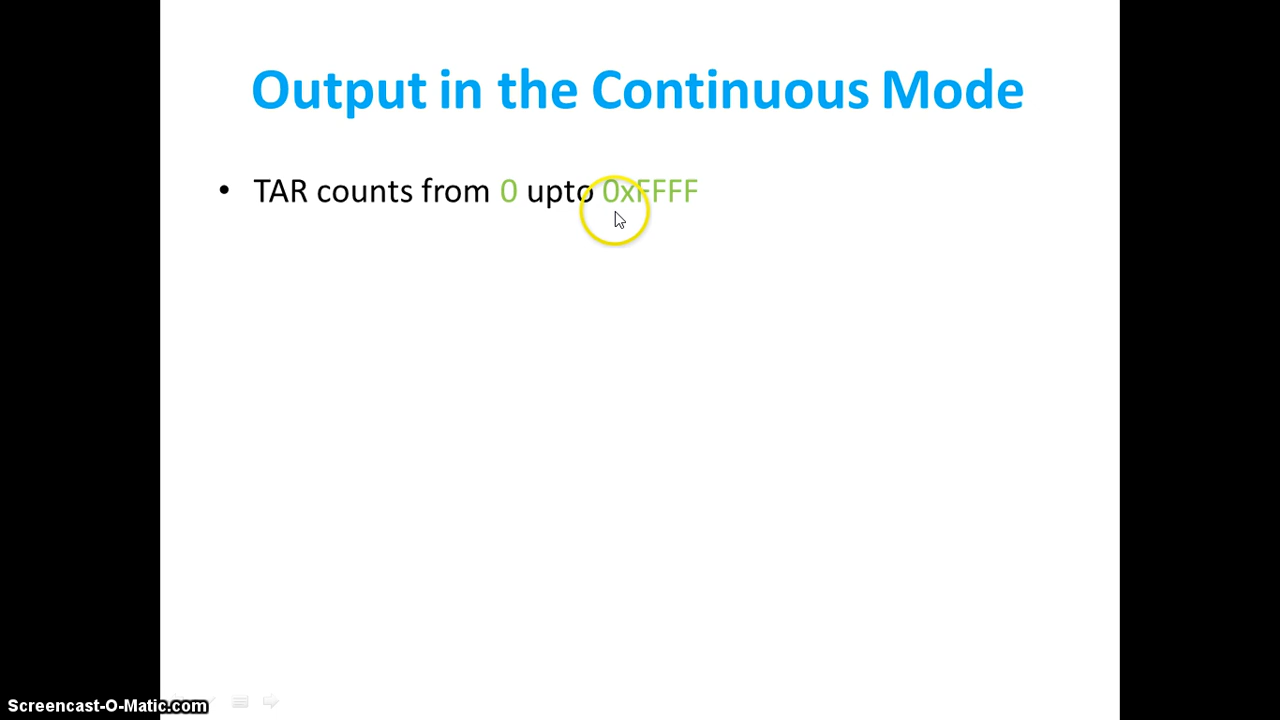 Output in the Continuous Mode
• TAR counts from 0 upto 0xFFFF
Screencast-O-Matic.com